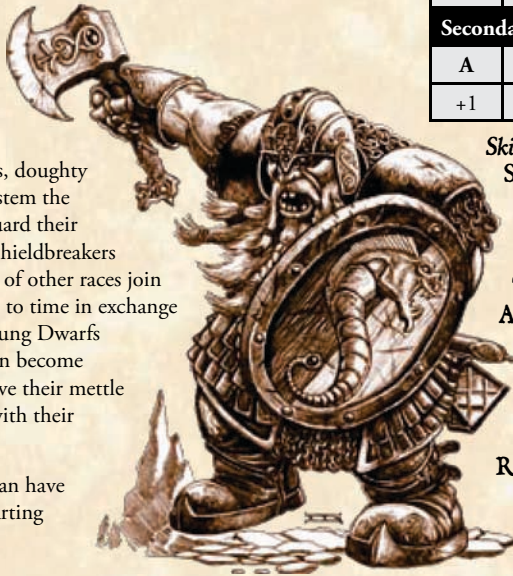 Seconda
A
+1
s, doughty
stem the
uard their
hieldbreakers
of other races join
to time in exchange
ung Dwarfs
n become
ve their mettle
with their
an have
rting
Ski
S
A
R